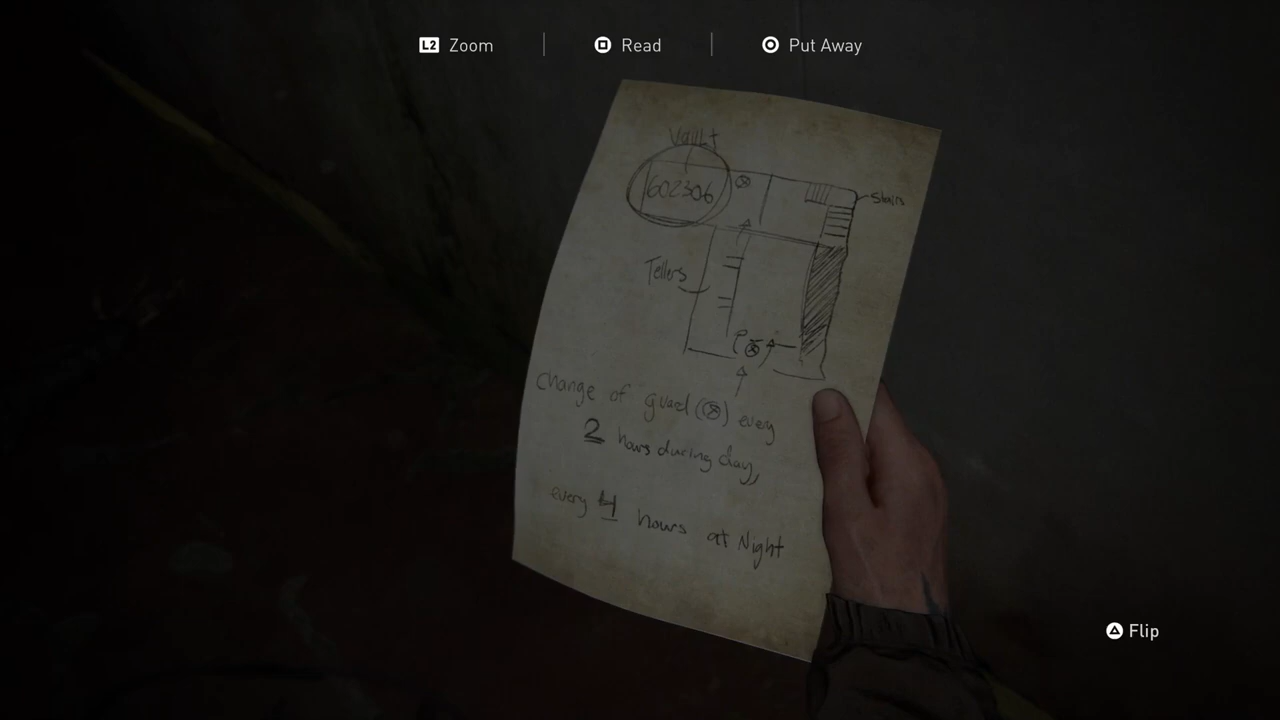 L2 Zoom | Read | Put Away
Vault
602306
Stairs
Tellers
Change of guard (⊗) every
2 hours during day,
every 4 hours at Night
Flip